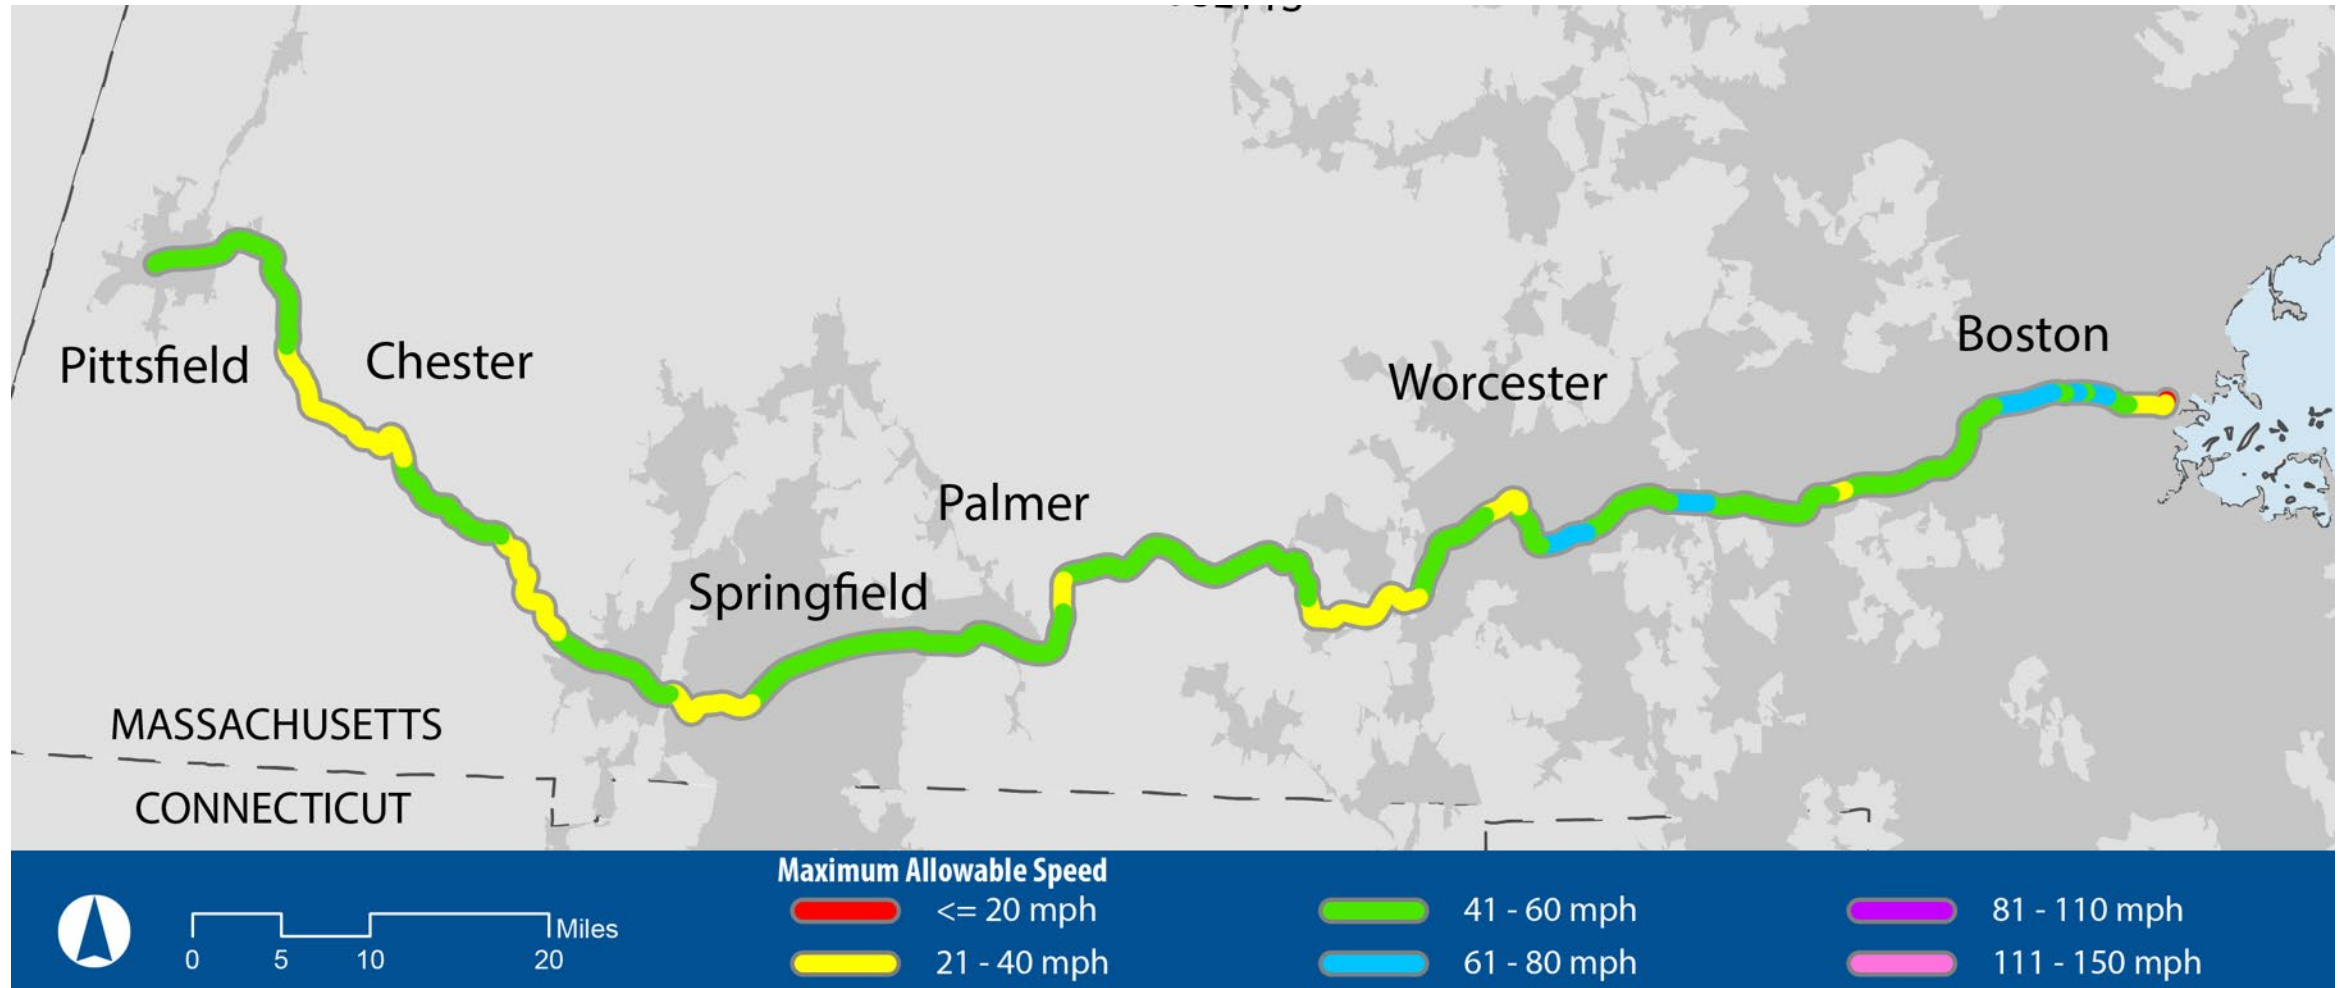 Boston
Pittsfield
Chester
Worcester
Palmer
Springfield
MASSACHUSETTS
CONNECTICUT
Maximum Allowable Speed
<= 20 mph
41 - 60 mph
81 - 110 mph
21 - 40 mph
61 - 80 mph
111 - 150 mph
Miles
0 5 10 20